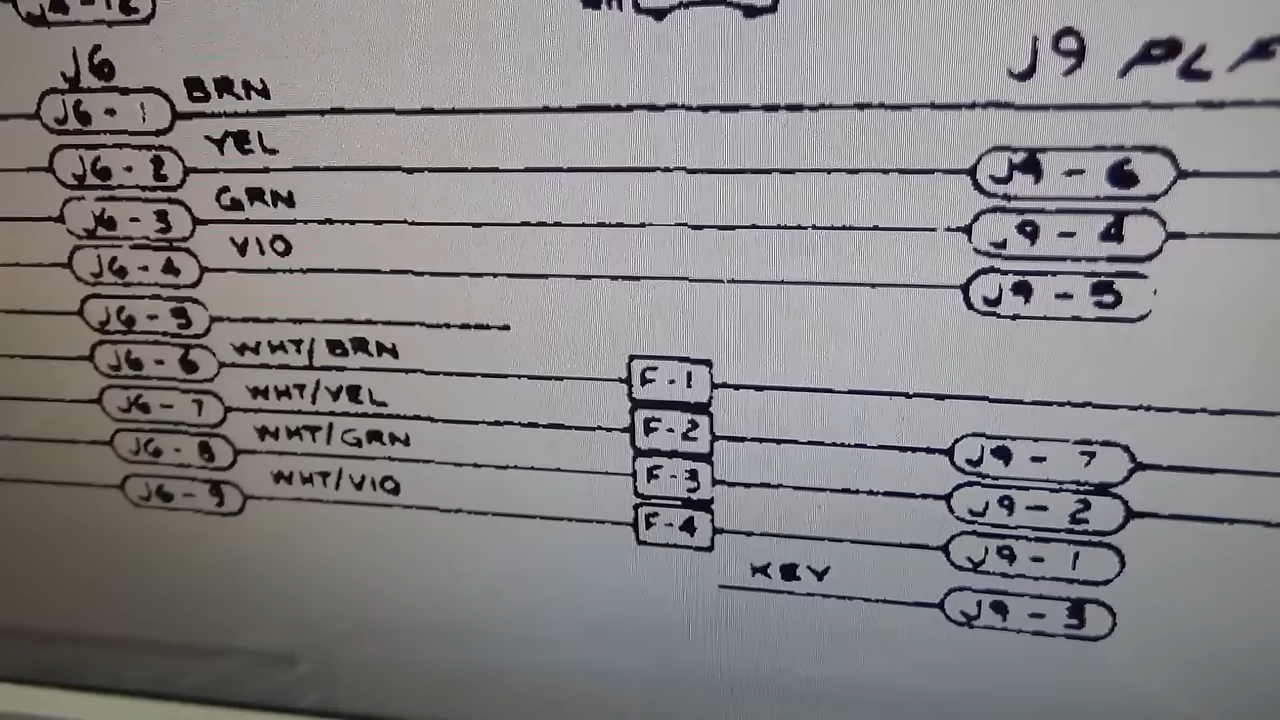 J6
J9
J6 - 1 BRN
J6 - 2 YEL J9 - 6
J6 - 3 GRN J9 - 4
J6 - 4 VIO J9 - 5
J6 - 5
J6 - 6 WHT/BRN F-1
J6 - 7 WHT/YEL F-2 J9 - 7
J6 - 8 WHT/GRN F-3 J9 - 2
J6 - 9 WHT/VIO F-4 J9 - 1
KEY J9 - 3